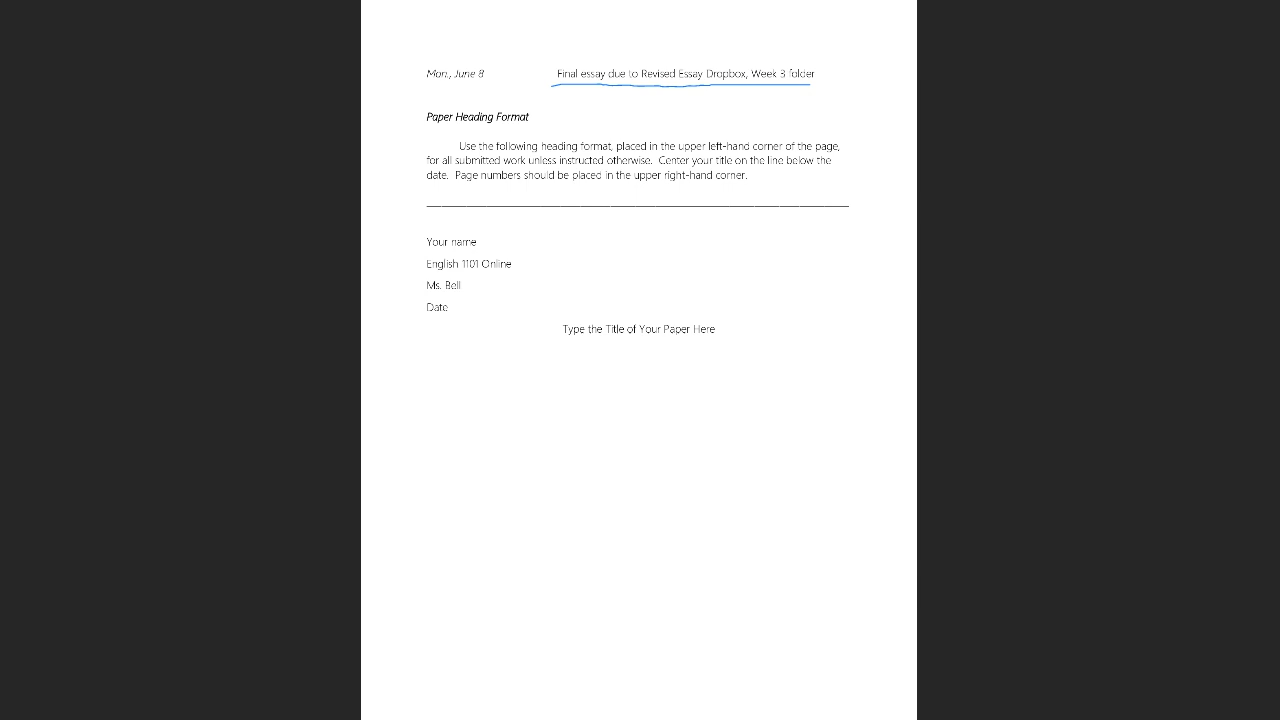 Mon., June 8 Final essay due to Revised Essay Dropbox, Week 3 folder
Paper Heading Format
Use the following heading format, placed in the upper left-hand corner of the page,
for all submitted work unless instructed otherwise. Center your title on the line below the
date. Page numbers should be placed in the upper right-hand corner.
Your name
English 1101 Online
Ms. Bell
Date
Type the Title of Your Paper Here